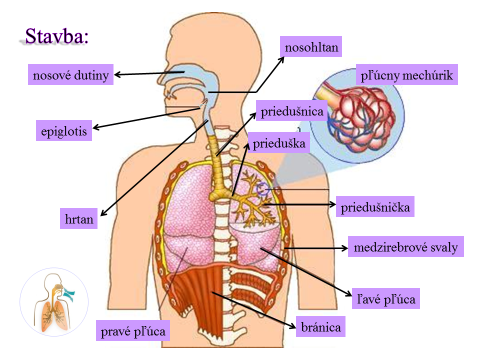 Stavba:
nosohltan
nosové dutiny
pľúcny mechúrik
priedušnica
epiglotis
prieduška
hrtan
priedušnička
medzirebrové svaly
ľavé pľúca
pravé pľúca
bránica